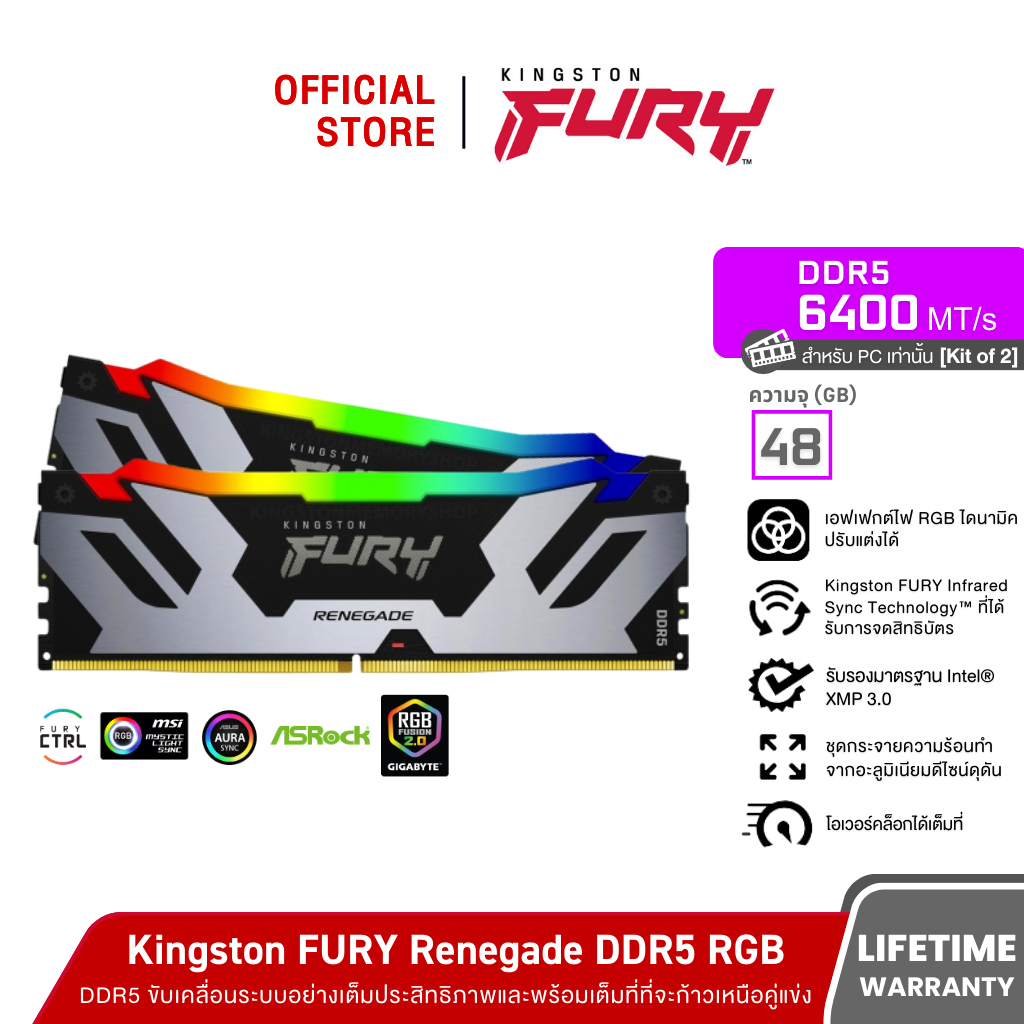 OFFICIAL
STORE
KINGSTON
FURY™
DDR5
6400 MT/s
สำหรับ PC เท่านั้น [Kit of 2]
ความจุ (GB)
48
เอฟเฟกต์ไฟ RGB ไดนามิค
ปรับแต่งได้
Kingston FURY Infrared
Sync Technology™ ที่ได้
รับการจดสิทธิบัตร
รับรองมาตรฐาน Intel®
XMP 3.0
ชุดกระจายความร้อนทำ
จากอะลูมิเนียมดีไซน์ดุดัน
โอเวอร์คล็อกได้เต็มที่
KINGSTON
KINGSTON
FURY
RENEGADE
DDR5
FURY
CTRL
RGB
msi
MYSTIC
LIGHT
SYNC
ASUS
AURA
SYNC
ASRock
RGB
FUSION
2.0
GIGABYTE™
Kingston FURY Renegade DDR5 RGB
DDR5 ขับเคลื่อนระบบอย่างเต็มประสิทธิภาพและพร้อมเต็มที่ที่จะก้าวเหนือคู่แข่ง
LIFETIME
WARRANTY